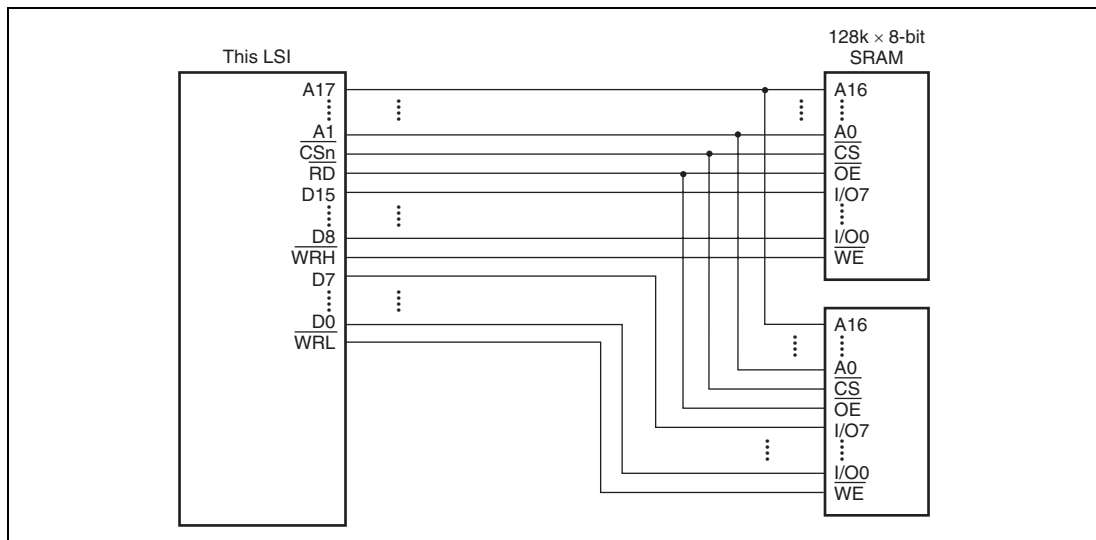 This LSI
A17
A1
CSn
RD
D15
D8
WRH
D7
D0
WRL
128k × 8-bit
SRAM
A16
A0
CS
OE
I/O7
I/O0
WE
A16
A0
CS
OE
I/O7
I/O0
WE